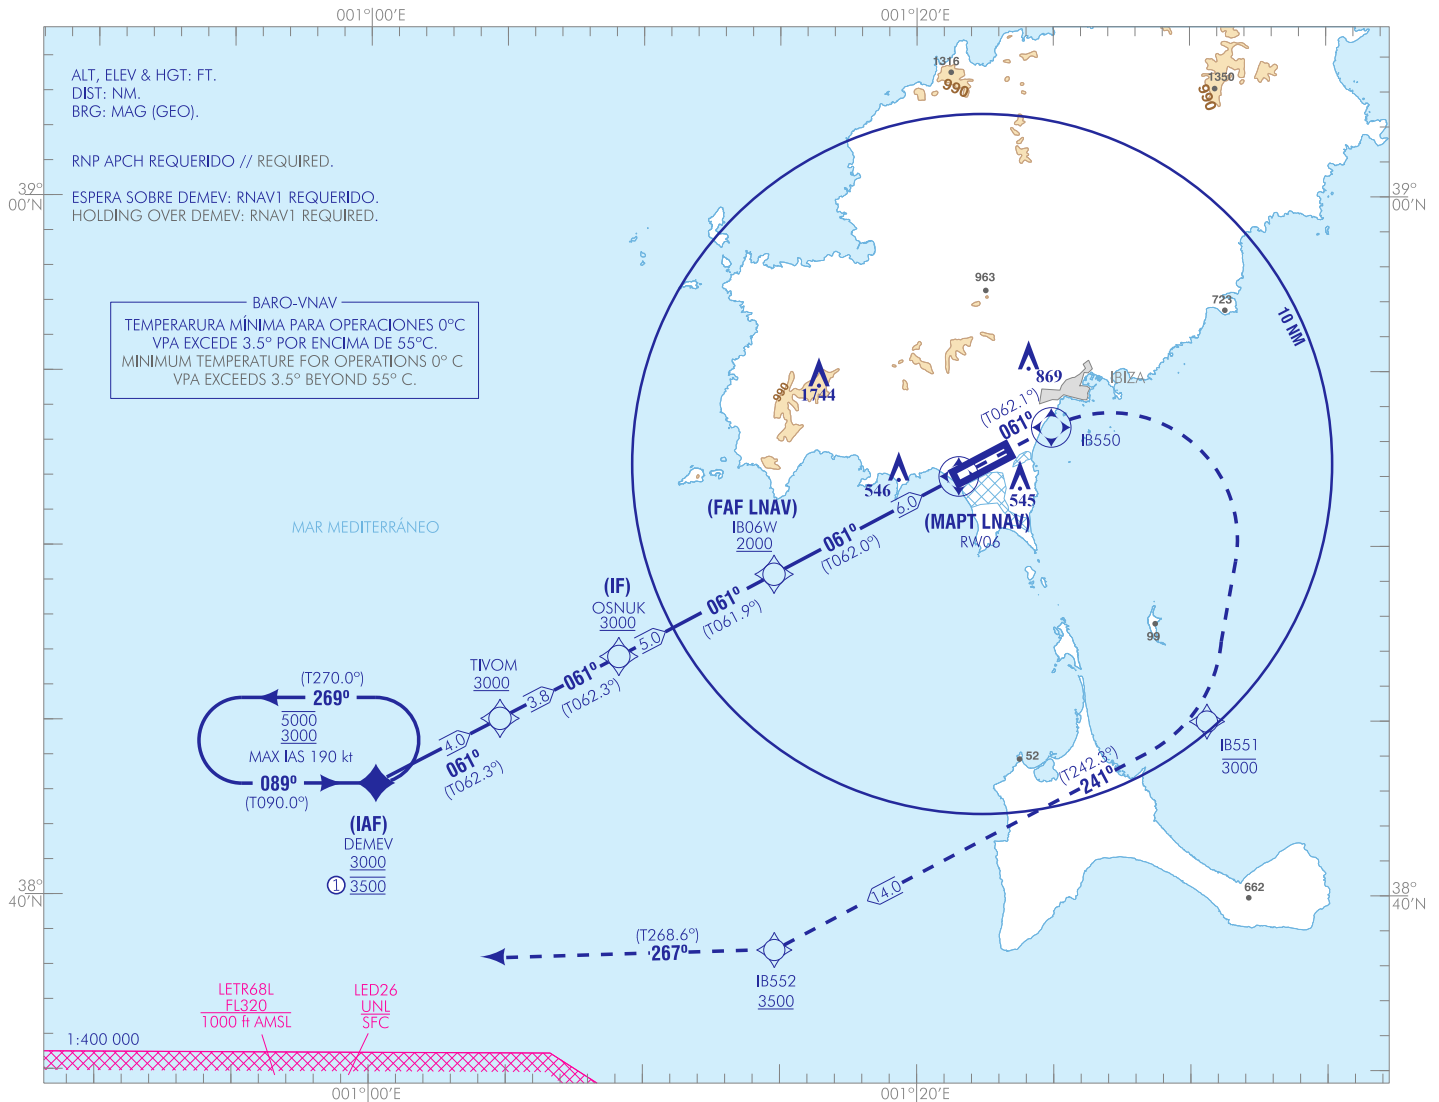 001°00'E
001°20'E
ALT, ELEV & HGT: FT.
DIST: NM.
BRG: MAG (GEO).
RNP APCH REQUERIDO // REQUIRED.
ESPERA SOBRE DEMEV: RNAV1 REQUERIDO.
HOLDING OVER DEMEV: RNAV1 REQUIRED.
39°
00'N
39°
00'N
BARO-VNAV
TEMPERARURA MÍNIMA PARA OPERACIONES 0°C
VPA EXCEDE 3.5° POR ENCIMA DE 55°C.
MINIMUM TEMPERATURE FOR OPERATIONS 0° C
VPA EXCEEDS 3.5° BEYOND 55° C.
1316
990
1350
990
963
723
10 NM
990
1744
869
IBIZA
(T062.1°)
061°
IB550
546
545
6.0
(MAPT LNAV)
RW06
MAR MEDITERRÁNEO
(FAF LNAV)
IB06W
2000
061°
(T062.0°)
(IF)
OSNUK
3000
5.0
061°
(T061.9°)
TIVOM
3000
3.8
061°
(T062.3°)
4.0
061°
(T062.3°)
(T270.0°)
269°
5000
3000
MAX IAS 190 kt
089°
(T090.0°)
(IAF)
DEMEV
3000
1 3500
99
52
IB551
3000
(T242.3°)
241°
14.0
662
38°
40'N
38°
40'N
(T268.6°)
267°
IB552
3500
LETR68L
FL320
1000 ft AMSL
LED26
UNL
SFC
1:400 000
001°00'E
001°20'E